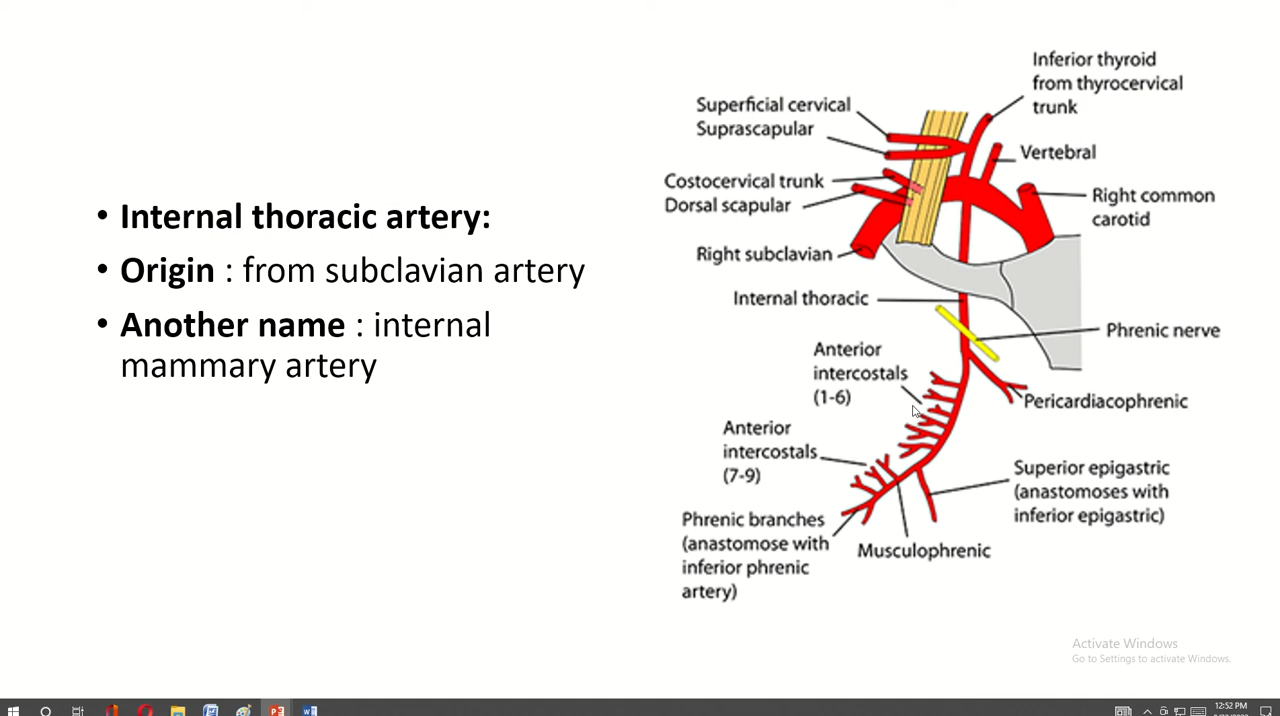 • Internal thoracic artery:
• Origin : from subclavian artery
• Another name : internal
mammary artery
Inferior thyroid
from thyrocervical
trunk
Superficial cervical
Suprascapular
Vertebral
Costocervical trunk
Dorsal scapular
Right common
carotid
Right subclavian
Internal thoracic
Phrenic nerve
Anterior
intercostals
(1-6)
Pericardiacophrenic
Anterior
intercostals
(7-9)
Superior epigastric
(anastomoses with
inferior epigastric)
Phrenic branches
(anastomose with
inferior phrenic
artery)
Musculophrenic
Activate Windows
Go to Settings to activate Windows.
12:52 PM